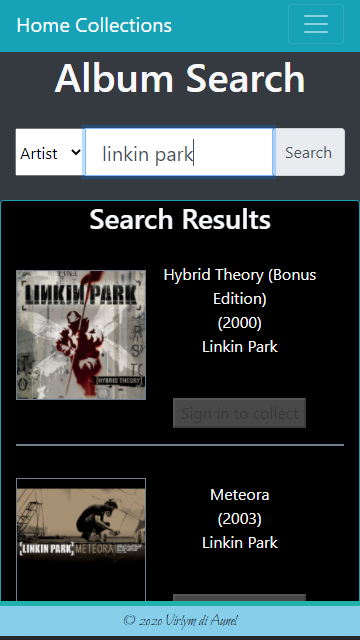 Home Collections
Album Search
Artist
linkin park
Search
Search Results
LINKIN PARK
HYBRID THEORY
Hybrid Theory (Bonus
Edition)
(2000)
Linkin Park
Sign in to collect
LINKIN PARK METEORA
Meteora
(2003)
Linkin Park
© 2020 Virlym di Aunel